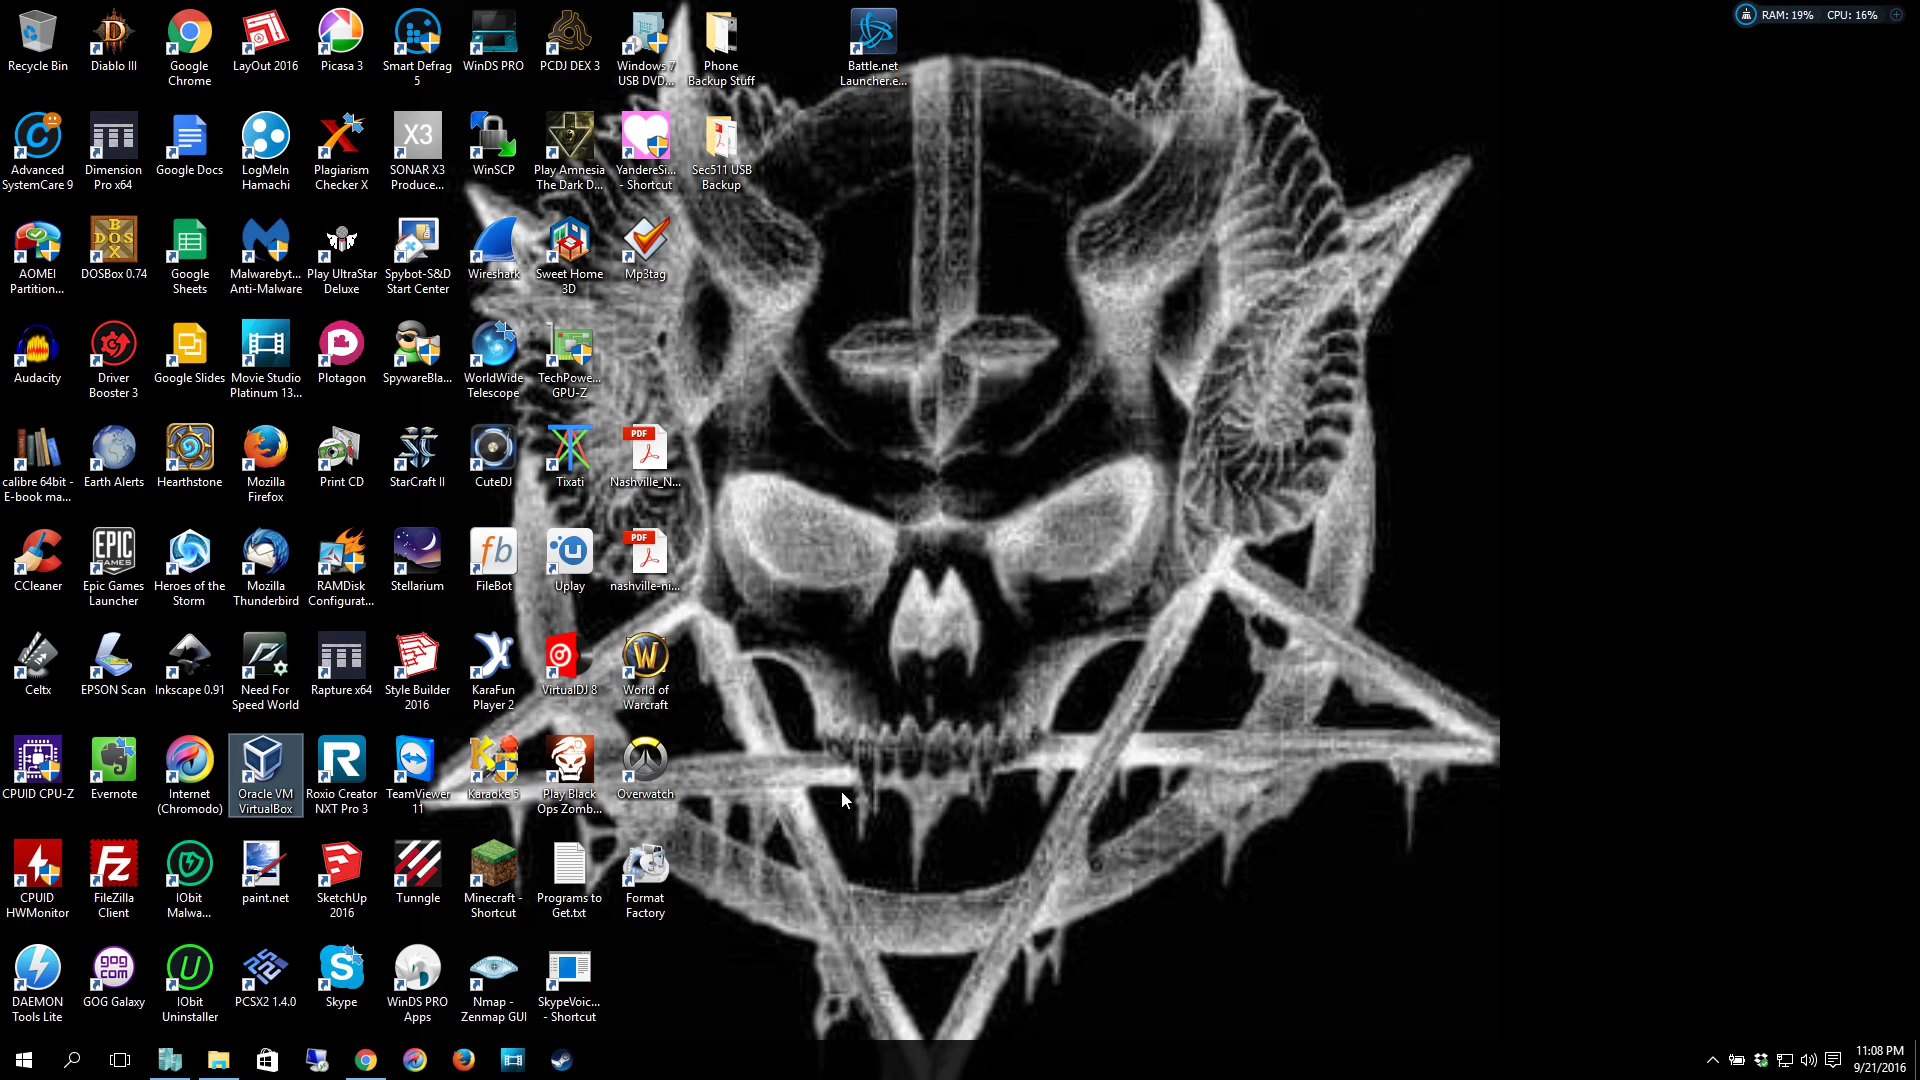 Recycle Bin
Diablo III
Google
Chrome
LayOut 2016
Picasa 3
Smart Defrag
5
WinDS PRO
PCDJ DEX 3
Windows 7
USB DVD...
Phone
Backup Stuff
Battle.net
Launcher.e...
RAM: 19%
CPU: 16%
Advanced
SystemCare 9
Dimension
Pro x64
Google Docs
LogMeIn
Hamachi
Plagiarism
Checker X
X3
SONAR X3
Produce...
WinSCP
Play Amnesia
The Dark D...
YandereSi...
- Shortcut
Sec511 USB
Backup
AOMEI
Partition...
BOX
DOS
DOSBox 0.74
Google
Sheets
Malwarebyt...
Anti-Malware
Play UltraStar
Deluxe
Spybot-S&D
Start Center
Wireshark
Sweet Home
3D
Mp3tag
Audacity
Driver
Booster 3
Google Slides
Movie Studio
Platinum 13...
Plotagon
SpywareBla...
WorldWide
Telescope
TechPowe...
GPU-Z
calibre 64bit -
E-book ma...
Earth Alerts
Hearthstone
Mozilla
Firefox
Print CD
StarCraft II
CuteDJ
Tixati
PDF
Nashville_N...
CCleaner
EPIC
GAMES
Epic Games
Launcher
Heroes of the
Storm
Mozilla
Thunderbird
RAMDisk
Configurat...
Stellarium
fb
FileBot
Uplay
PDF
nashville-ni...
Celtx
EPSON Scan
Inkscape 0.91
Need For
Speed World
Rapture x64
Style Builder
2016
KaraFun
Player 2
VirtualDJ 8
W
World of
Warcraft
CPUID CPU-Z
Evernote
Internet
(Chromodo)
Oracle VM
VirtualBox
R
Roxio Creator
NXT Pro 3
TeamViewer
11
Karaoke 5
Play Black
Ops Zomb...
Overwatch
CPUID
HWMonitor
Fz
FileZilla
Client
IObit
Malwa...
paint.net
SketchUp
2016
Tunngle
Minecraft -
Shortcut
Programs to
Get.txt
Format
Factory
DAEMON
Tools Lite
gog
com
GOG Galaxy
U
IObit
Uninstaller
PCSX2 1.4.0
S
Skype
WinDS PRO
Apps
Nmap -
Zenmap GUI
SkypeVoic...
- Shortcut
11:08 PM
9/21/2016